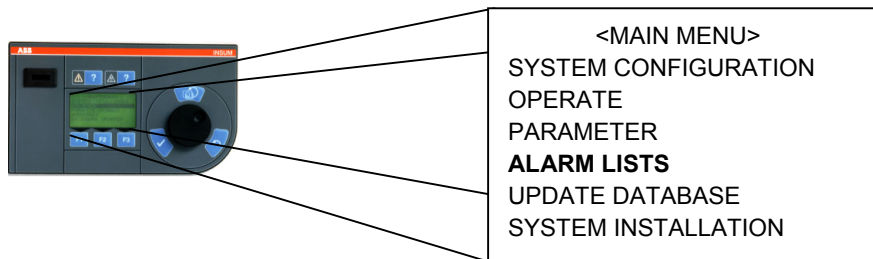 ABB
INSUM
? ?
F1 F2 F3
<MAIN MENU>
SYSTEM CONFIGURATION
OPERATE
PARAMETER
ALARM LISTS
UPDATE DATABASE
SYSTEM INSTALLATION